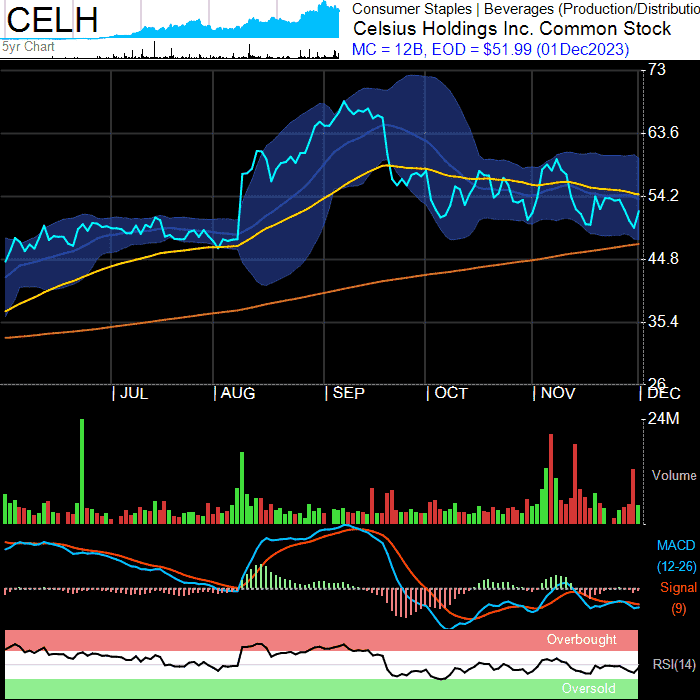 CELH
5yr Chart
Consumer Staples | Beverages (Production/Distributio
Celsius Holdings Inc. Common Stock
MC = 12B, EOD = $51.99 (01Dec2023)
73
63.6
54.2
44.8
35.4
26
| JUL | AUG | SEP | OCT | NOV | DEC
24M
Volume
MACD
(12-26)
Signal
(9)
Overbought
RSI(14)
Oversold